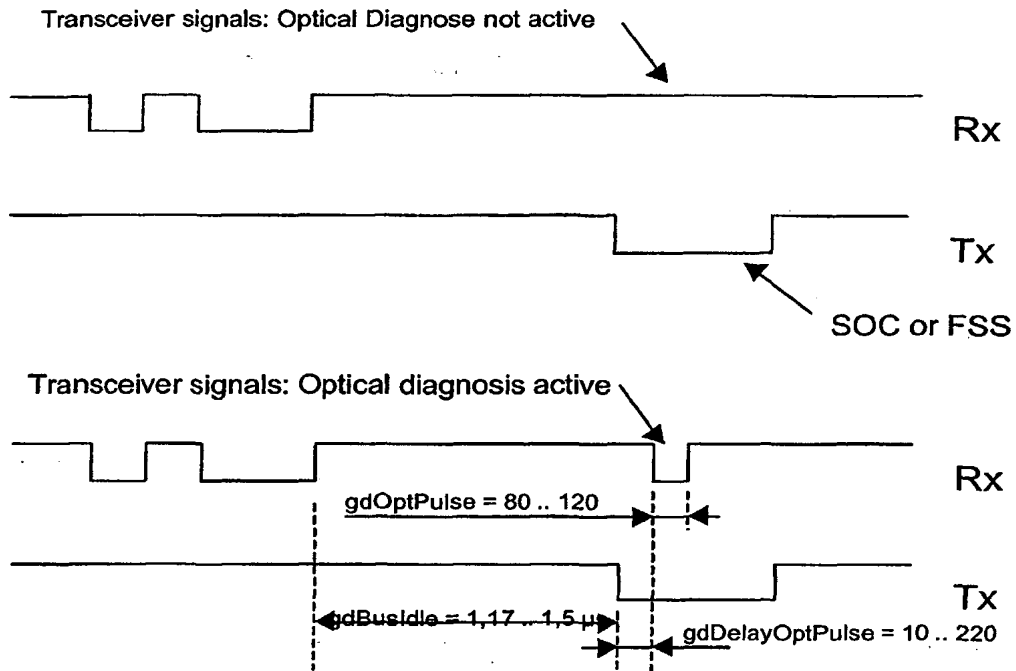 Transceiver signals: Optical Diagnose not active
Rx
Tx
SOC or FSS
Transceiver signals: Optical diagnosis active
Rx
gdOptPulse = 80 .. 120
Tx
gdBusIdle = 1,17 .. 1,5 µs
gdDelayOptPulse = 10 .. 220